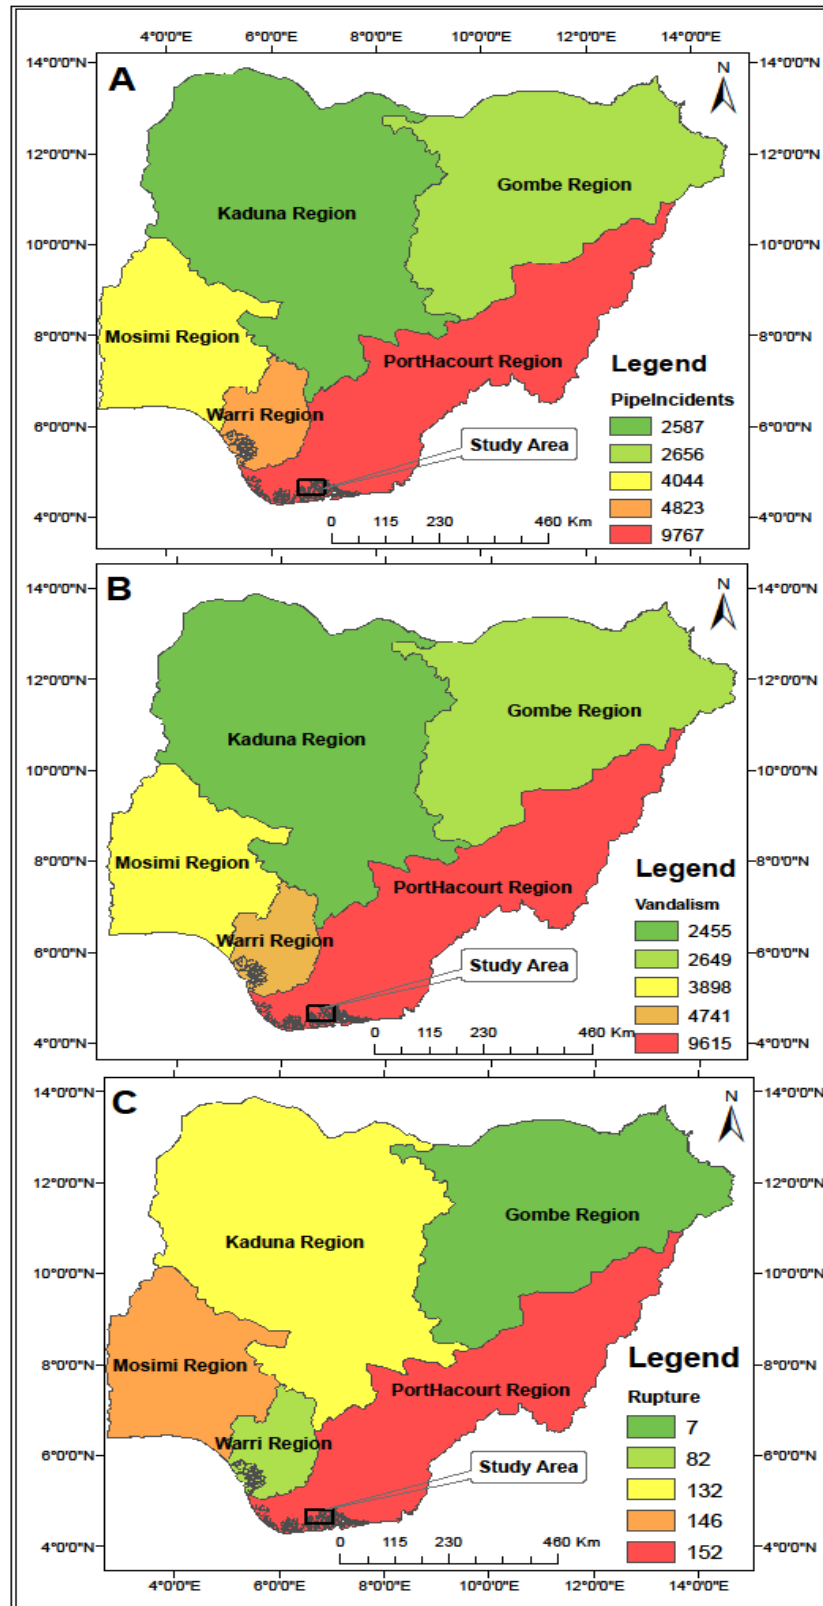 4°0'0"E 6°0'0"E 8°0'0"E 10°0'0"E 12°0'0"E 14°0'0"E
14°0'0"N 14°0'0"N
A
N
12°0'0"N 12°0'0"N
Gombe Region
Kaduna Region
10°0'0"N 10°0'0"N
8°0'0"N 8°0'0"N
Mosimi Region
PortHacourt Region
Legend
PipeIncidents
2587
2656
4044
4823
9767
Warri Region
6°0'0"N 6°0'0"N
Study Area
0 115 230 460 Km
4°0'0"N 4°0'0"N
B
N
14°0'0"N 14°0'0"N
12°0'0"N 12°0'0"N
Gombe Region
Kaduna Region
10°0'0"N 10°0'0"N
8°0'0"N 8°0'0"N
Mosimi Region
PortHacourt Region
Legend
Vandalism
2455
2649
3898
4741
9615
Warri Region
6°0'0"N 6°0'0"N
Study Area
0 115 230 460 Km
4°0'0"N 4°0'0"N
C
N
14°0'0"N 14°0'0"N
12°0'0"N 12°0'0"N
Gombe Region
Kaduna Region
10°0'0"N 10°0'0"N
8°0'0"N 8°0'0"N
Mosimi Region
PortHacourt Region
Legend
Rupture
7
82
132
146
152
Warri Region
6°0'0"N 6°0'0"N
Study Area
0 115 230 460 Km
4°0'0"N 4°0'0"N
4°0'0"E 6°0'0"E 8°0'0"E 10°0'0"E 12°0'0"E 14°0'0"E